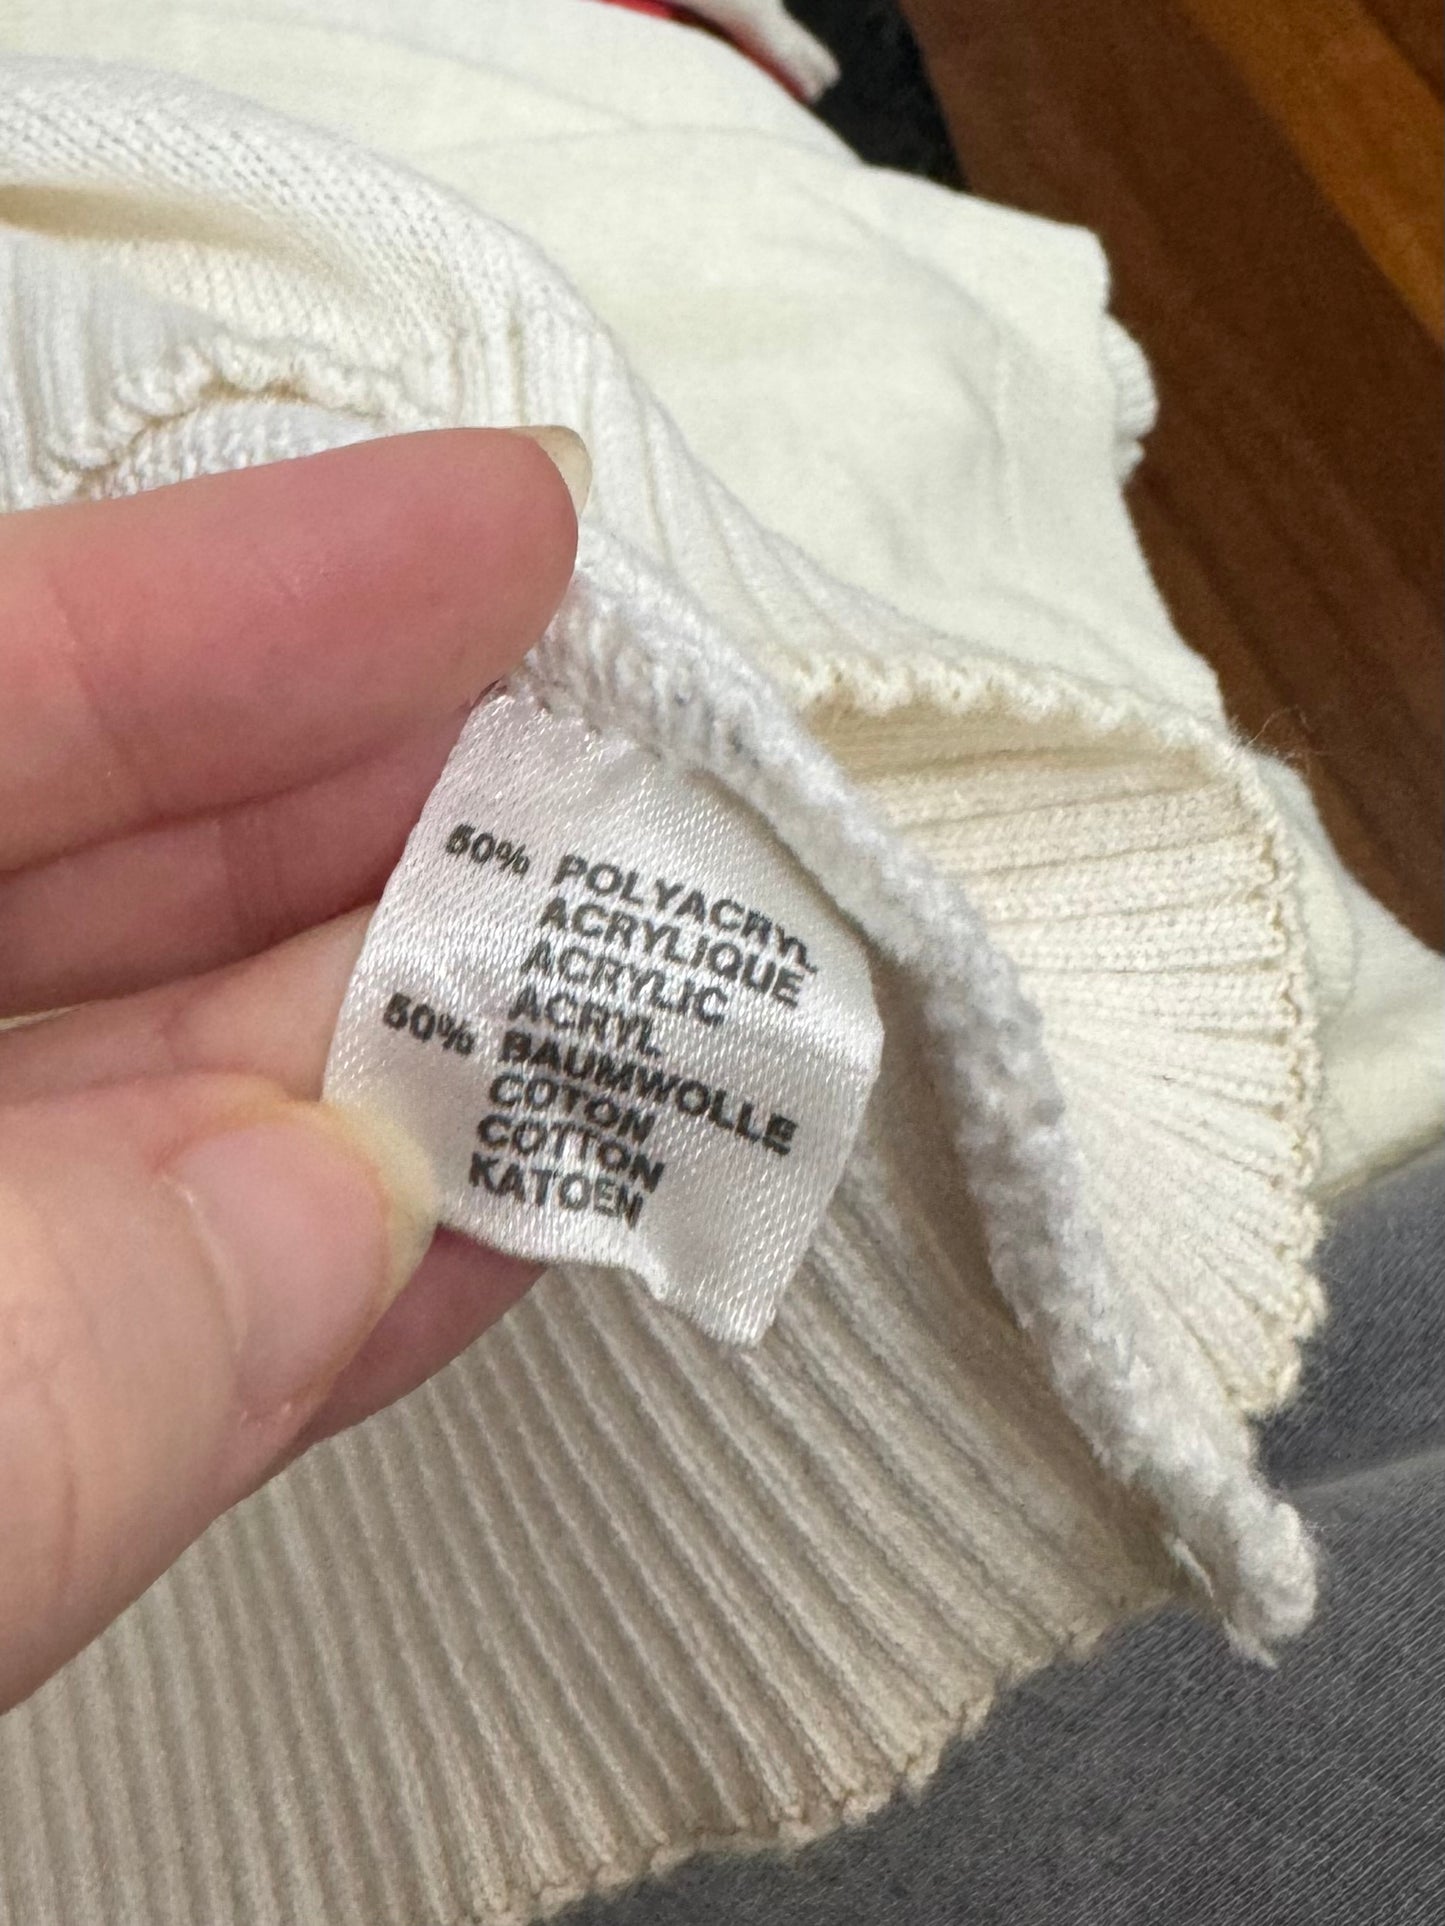 50% POLYACRYL
ACRYLIQUE
ACRYLIC
ACRYL
50% BAUMWOLLE
COTON
COTTON
KATOEN